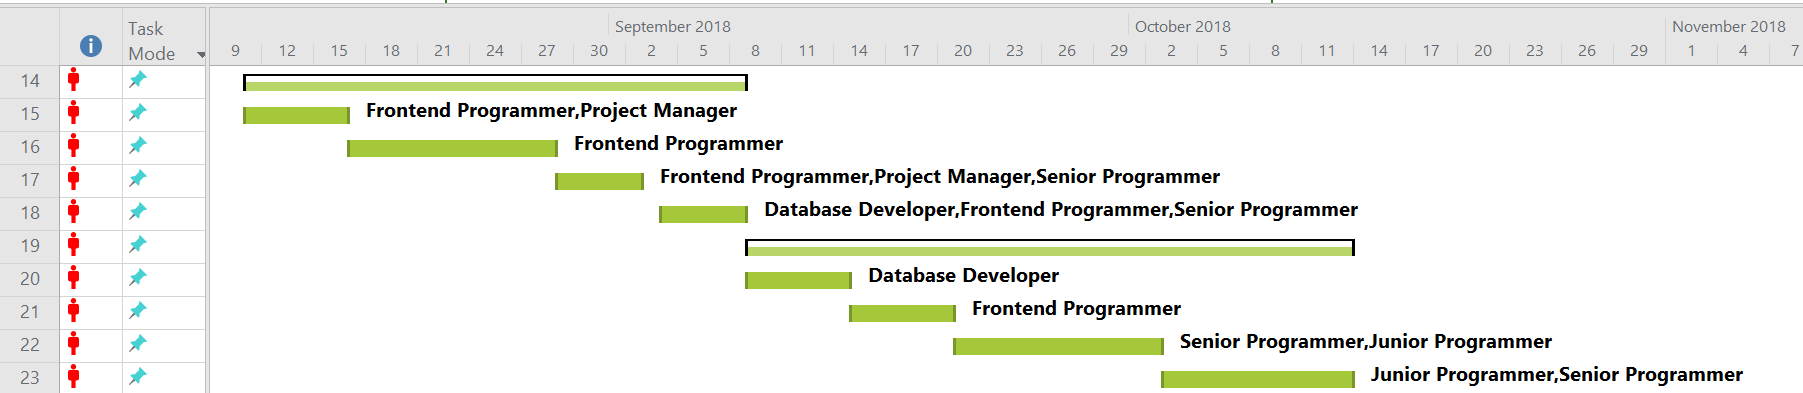 Task
Mode
September 2018 October 2018 November 2018
9 12 15 18 21 24 27 30 2 5 8 11 14 17 20 23 26 29 2 5 8 11 14 17 20 23 26 29 1 4 7
14
15 Frontend Programmer,Project Manager
16 Frontend Programmer
17 Frontend Programmer,Project Manager,Senior Programmer
18 Database Developer,Frontend Programmer,Senior Programmer
19
20 Database Developer
21 Frontend Programmer
22 Senior Programmer,Junior Programmer
23 Junior Programmer,Senior Programmer